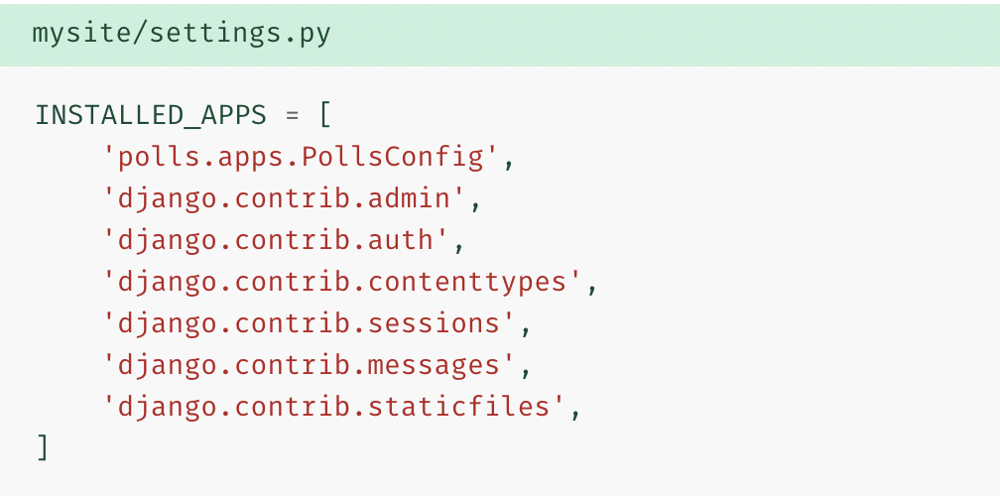 mysite/settings.py
INSTALLED_APPS = [
    'polls.apps.PollsConfig',
    'django.contrib.admin',
    'django.contrib.auth',
    'django.contrib.contenttypes',
    'django.contrib.sessions',
    'django.contrib.messages',
    'django.contrib.staticfiles',
]